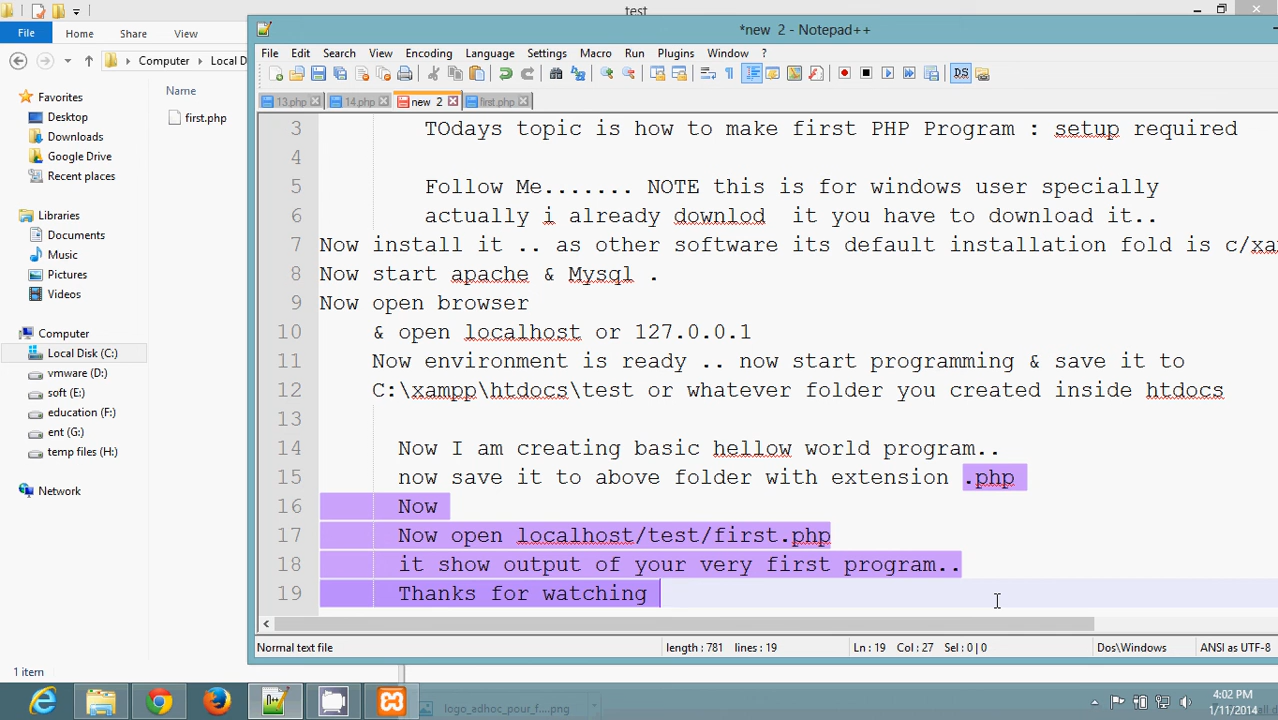 test
File Home Share View
Computer Local D
Favorites
Desktop
Downloads
Google Drive
Recent places
Libraries
Documents
Music
Pictures
Videos
Computer
Local Disk (C:)
vmware (D:)
soft (E:)
education (F:)
ent (G:)
temp files (H:)
Network
Name
first.php
1 item
*new 2 - Notepad++
File Edit Search View Encoding Language Settings Macro Run Plugins Window ?
13.php 14.php new 2 first.php
3 TOdays topic is how to make first PHP Program : setup required
4
5 Follow Me....... NOTE this is for windows user specially
6 actually i already downlod it you have to download it..
7 Now install it .. as other software its default installation fold is c/xa
8 Now start apache & Mysql .
9 Now open browser
10 & open localhost or 127.0.0.1
11 Now environment is ready .. now start programming & save it to
12 C:\xampp\htdocs\test or whatever folder you created inside htdocs
13
14 Now I am creating basic hellow world program..
15 now save it to above folder with extension .php
16 Now
17 Now open localhost/test/first.php
18 it show output of your very first program..
19 Thanks for watching
Normal text file length : 781 lines : 19 Ln : 19 Col : 27 Sel : 0 | 0 Dos\Windows ANSI as UTF-8
logo_adhoc_pour_f....png
4:02 PM
1/11/2014